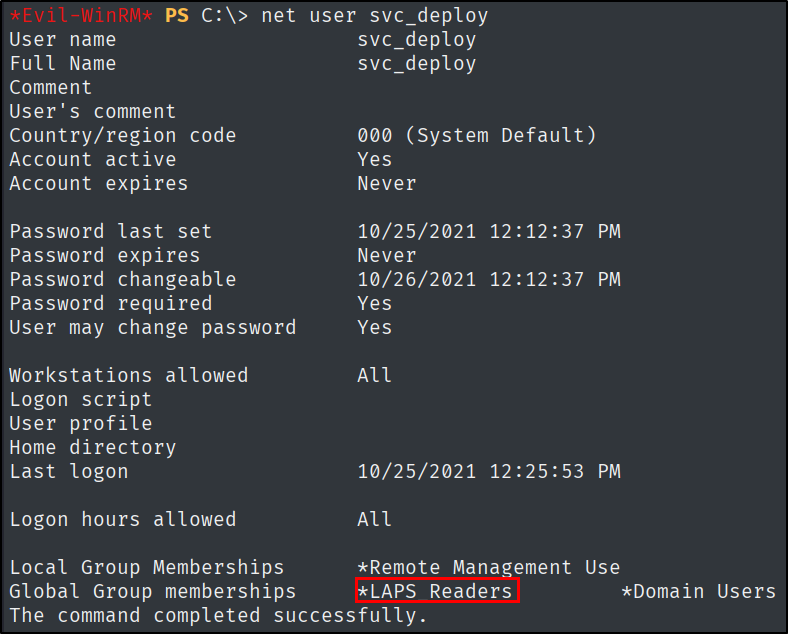 *Evil-WinRM* PS C:\> net user svc_deploy
User name                    svc_deploy
Full Name                    svc_deploy
Comment
User's comment
Country/region code          000 (System Default)
Account active               Yes
Account expires              Never

Password last set            10/25/2021 12:12:37 PM
Password expires             Never
Password changeable          10/26/2021 12:12:37 PM
Password required            Yes
User may change password     Yes

Workstations allowed         All
Logon script
User profile
Home directory
Last logon                   10/25/2021 12:25:53 PM

Logon hours allowed          All

Local Group Memberships      *Remote Management Use
Global Group memberships     *LAPS_Readers         *Domain Users
The command completed successfully.